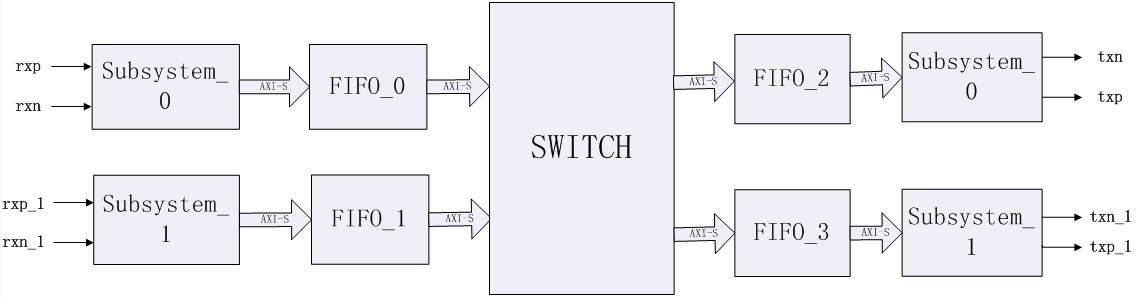 rxp
rxn
Subsystem_
0
AXI-S
FIFO_0
AXI-S
rxp_1
rxn_1
Subsystem_
1
AXI-S
FIFO_1
AXI-S
SWITCH
AXI-S
FIFO_2
AXI-S
Subsystem_
0
txn
txp
AXI-S
FIFO_3
AXI-S
Subsystem_
1
txn_1
txp_1